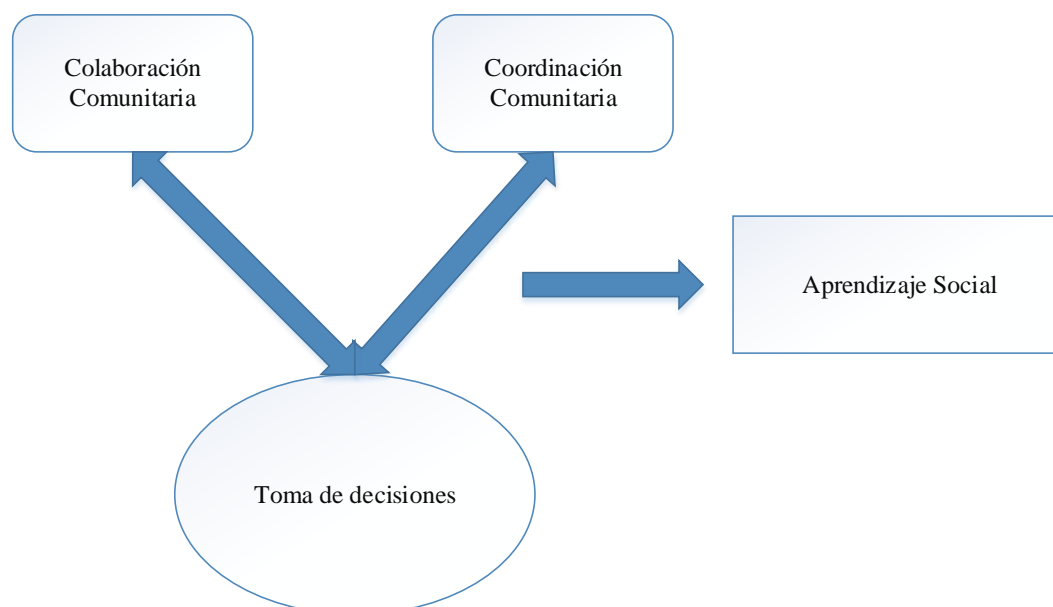 Colaboración
Comunitaria
Coordinación
Comunitaria
Aprendizaje Social
Toma de decisiones